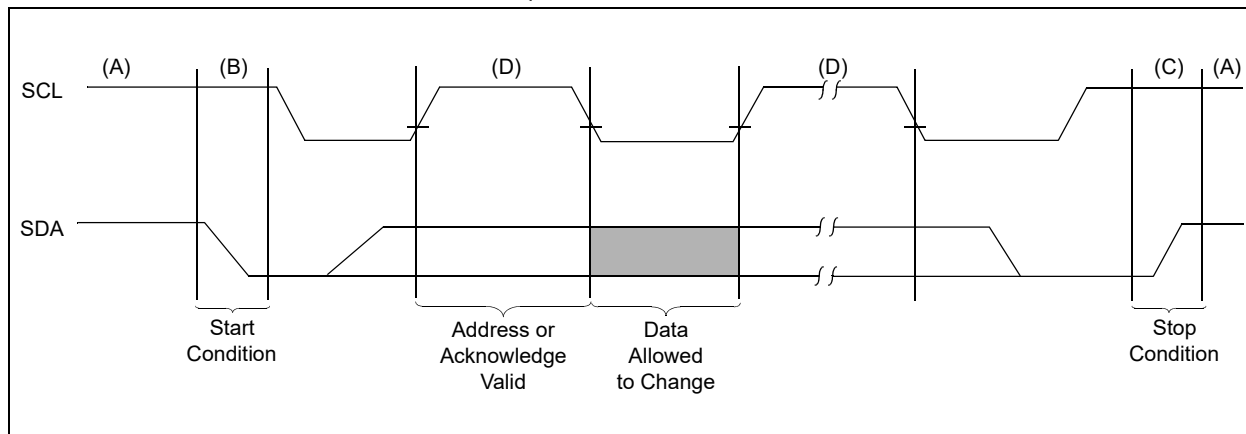 (A) (B) (D) (D) (C) (A)
SCL
SDA
Start
Condition
Address or
Acknowledge
Valid
Data
Allowed
to Change
Stop
Condition